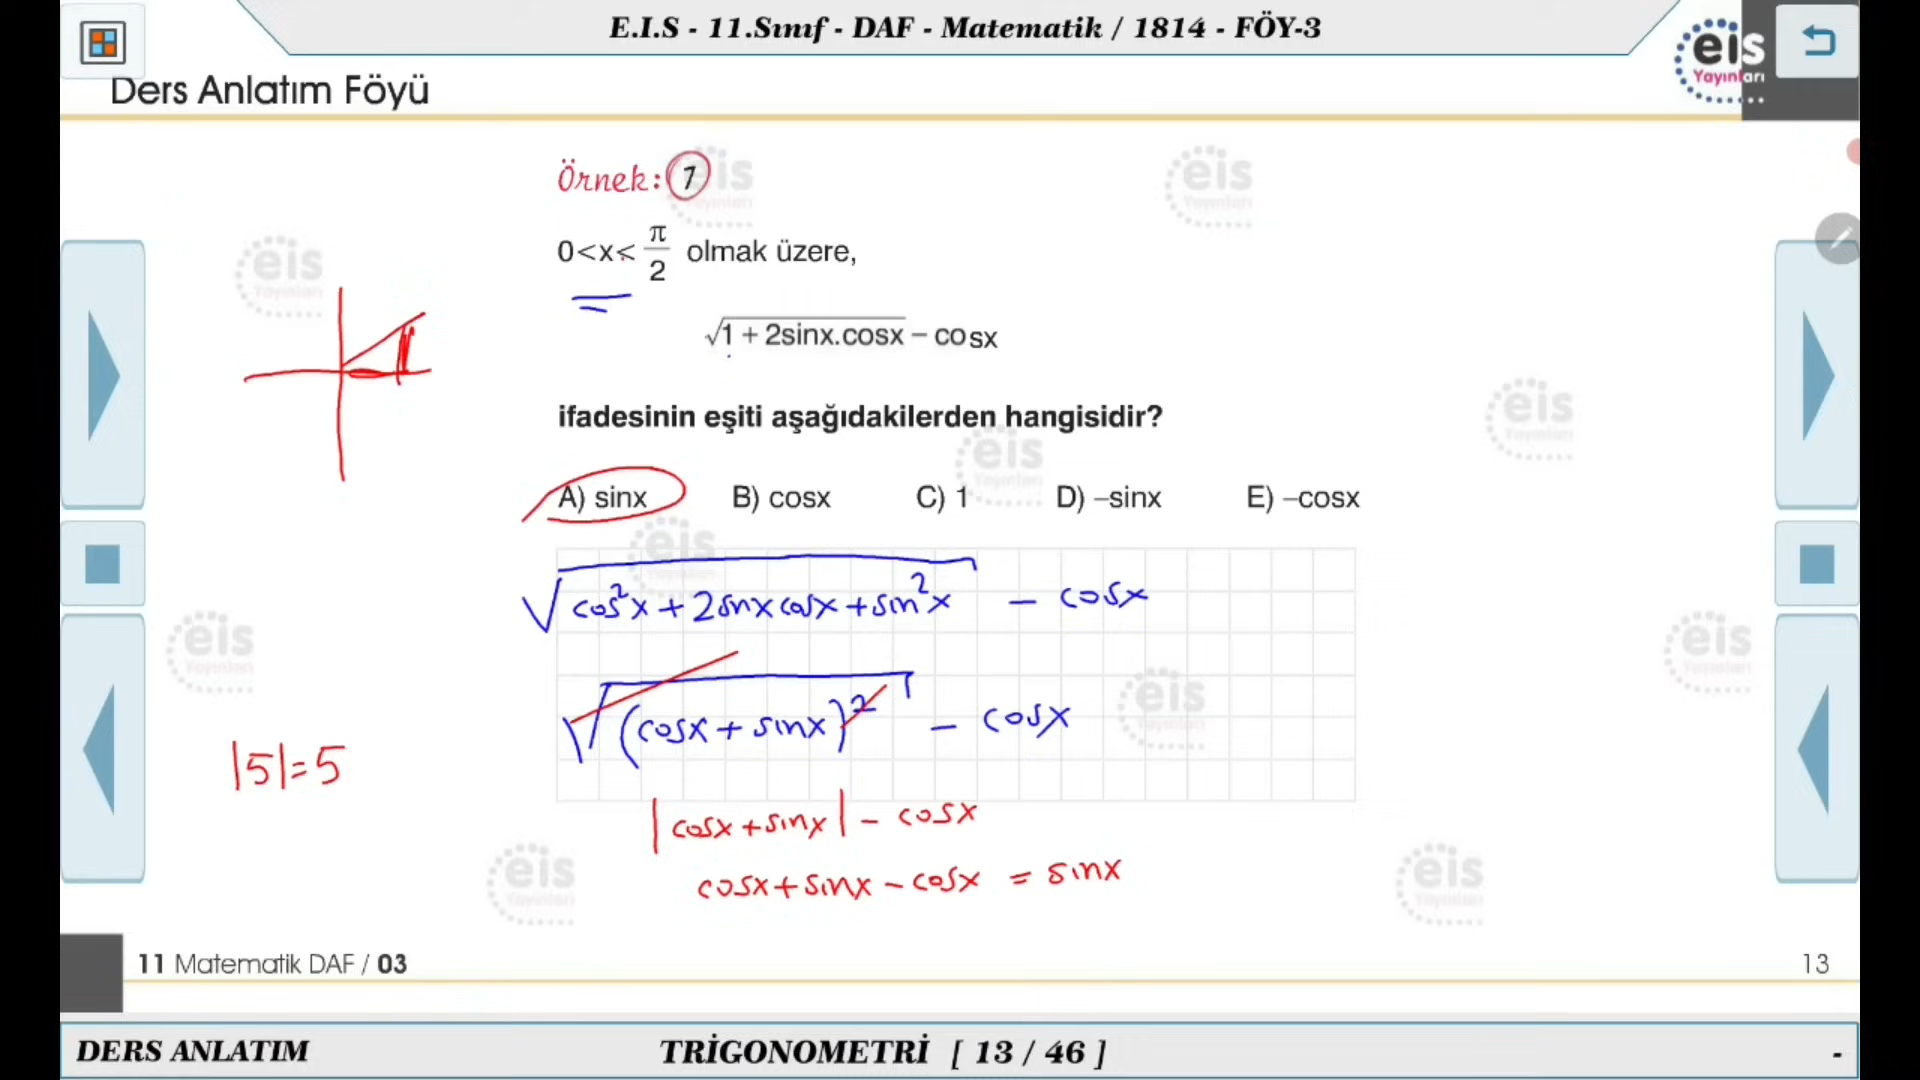 E.I.S - 11.Sınıf - DAF - Matematik / 1814 - FÖY-3
eis
Yayınları
Ders Anlatım Föyü
Örnek: 7
0<x<π/2 olmak üzere,
√1 + 2sinx.cosx – cosx
ifadesinin eşiti aşağıdakilerden hangisidir?
A) sinx B) cosx C) 1 D) –sinx E) –cosx
√cos²x + 2sinxcosx + sin²x – cosx
√(cosx + sinx)² – cosx
|5|=5
|cosx+sinx| – cosx
cosx+sinx – cosx = sinx
11 Matematik DAF / 03
13
DERS ANLATIM
TRİGONOMETRİ [ 13 / 46 ]
-